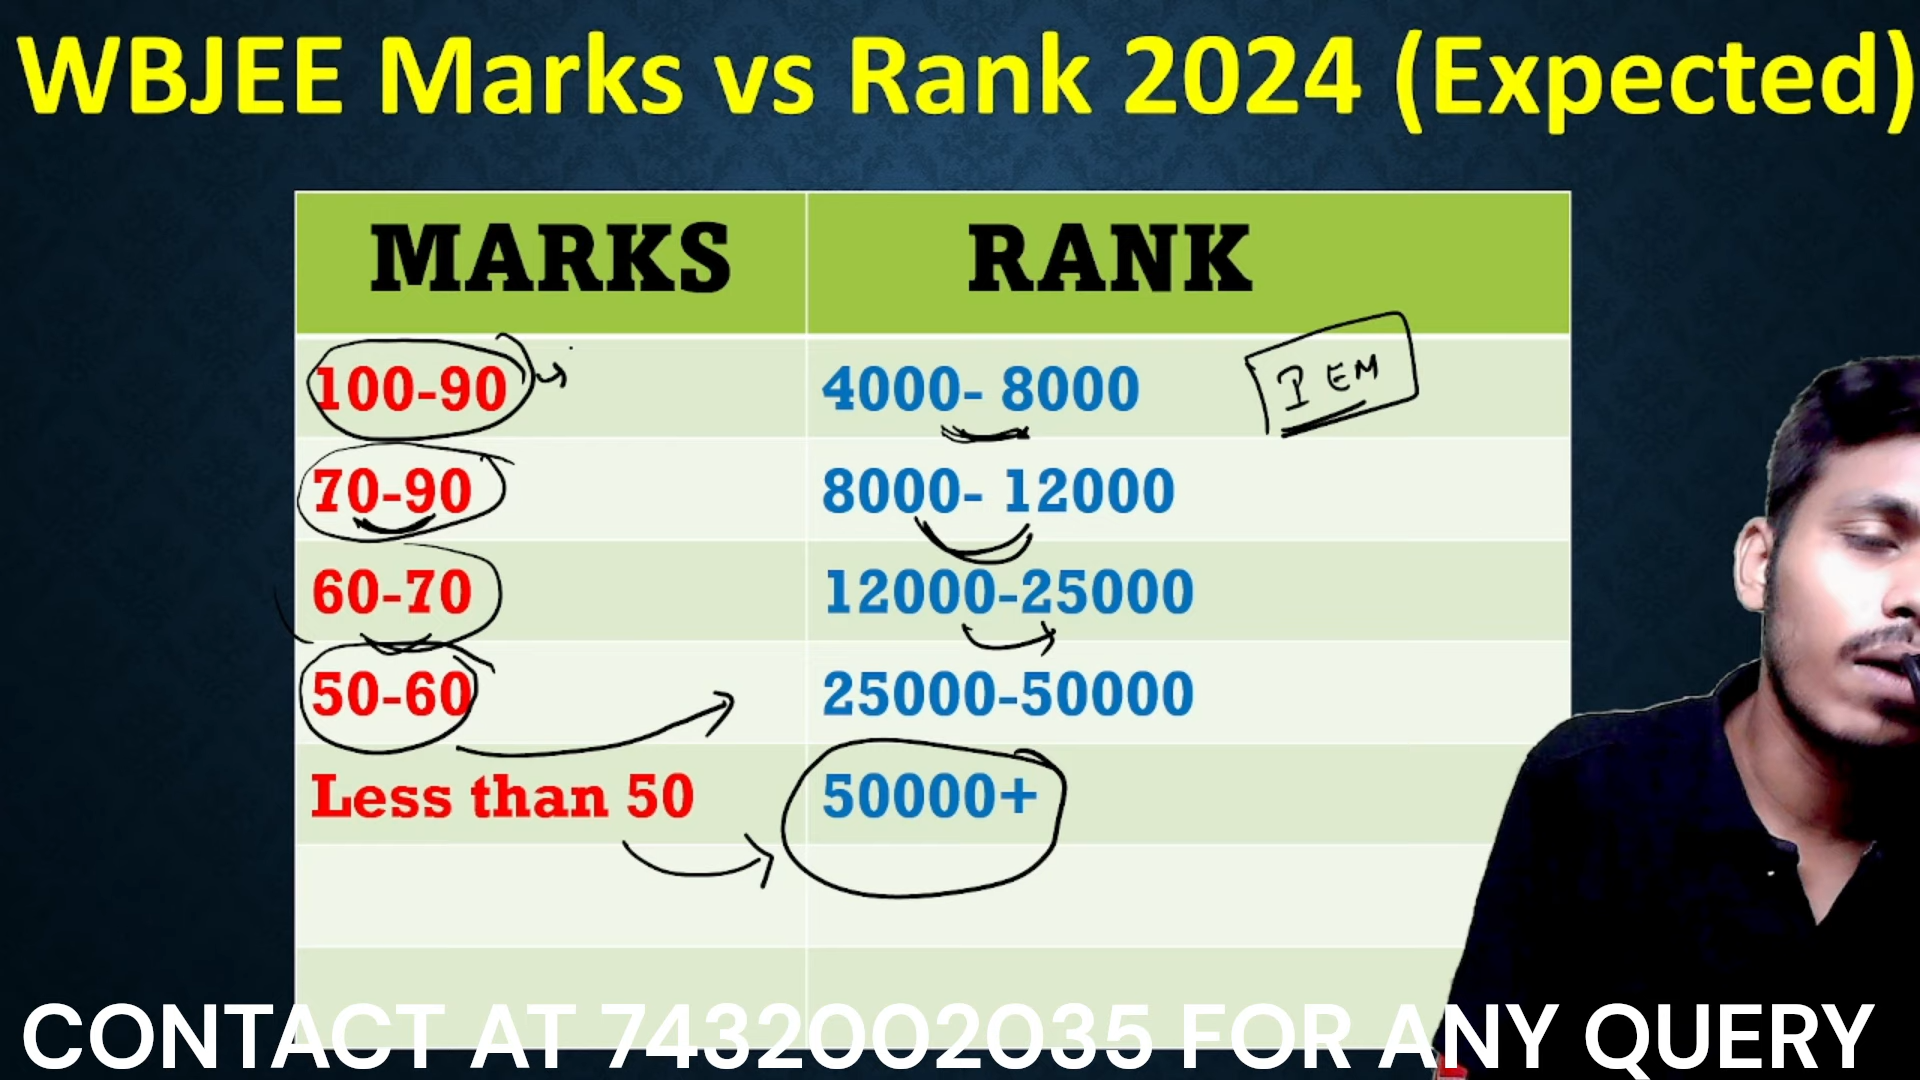 WBJEE Marks vs Rank 2024 (Expected)
MARKS RANK
100-90 4000- 8000 IEM
70-90 8000- 12000
60-70 12000-25000
50-60 25000-50000
Less than 50 50000+
CONTACT AT 7432002035 FOR ANY QUERY